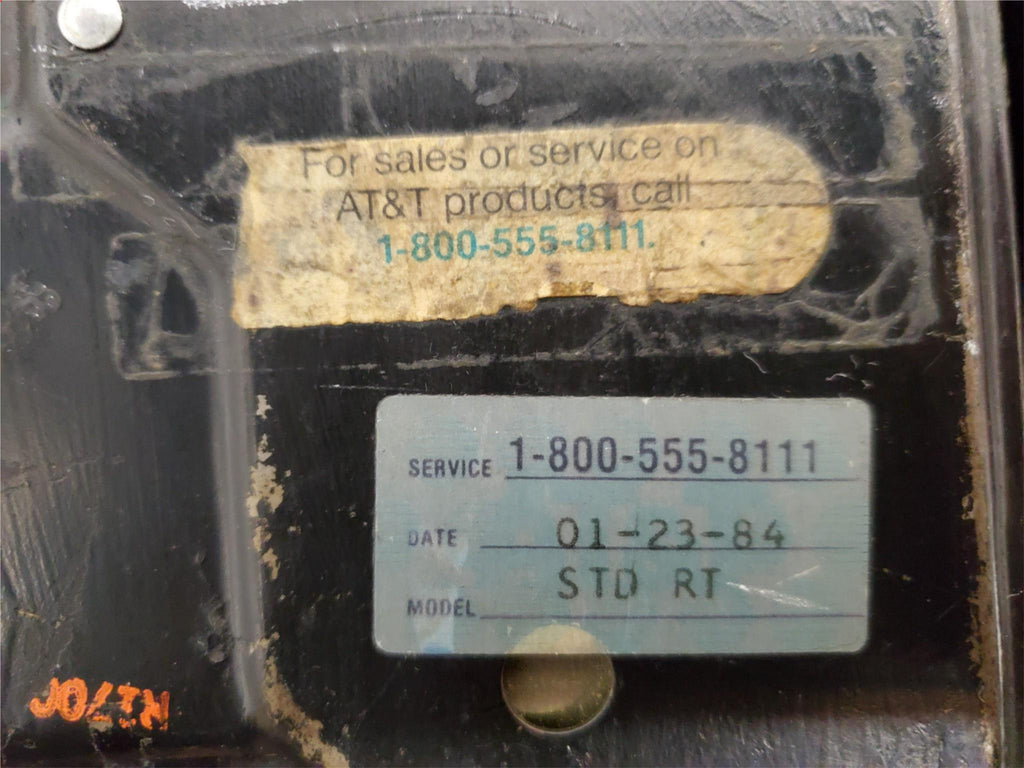 For sales or service on
AT&T products, call
1-800-555-8111.
SERVICE 1-800-555-8111
DATE 01-23-84
MODEL STD RT